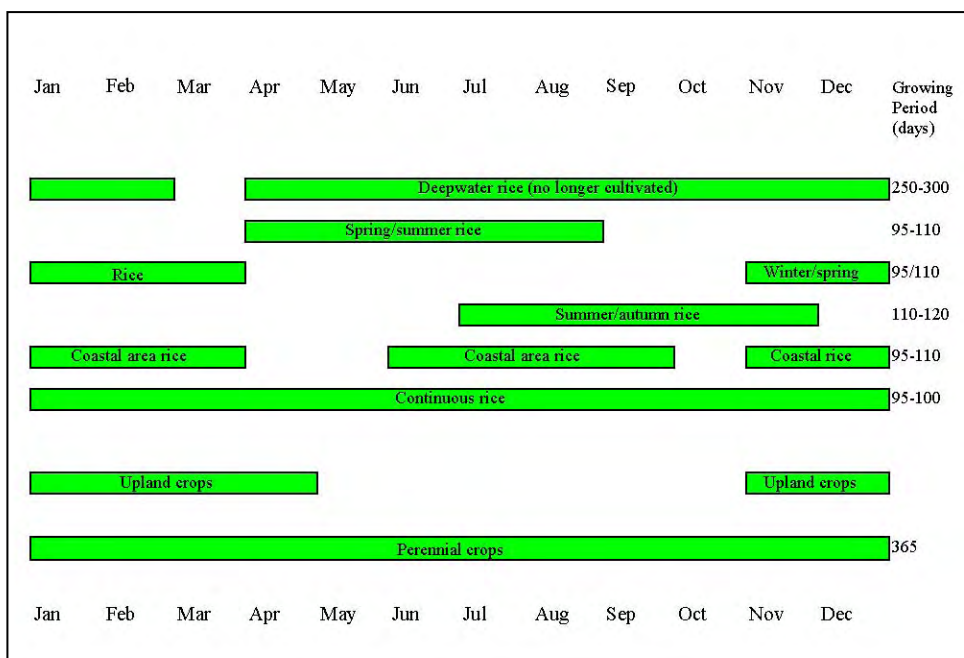 Jan Feb Mar Apr May Jun Jul Aug Sep Oct Nov Dec Growing
Period
(days)
Deepwater rice (no longer cultivated) 250-300
Spring/summer rice 95-110
Rice Winter/spring 95/110
Summer/autumn rice 110-120
Coastal area rice Coastal area rice Coastal rice 95-110
Continuous rice 95-100
Upland crops Upland crops
Perennial crops 365
Jan Feb Mar Apr May Jun Jul Aug Sep Oct Nov Dec